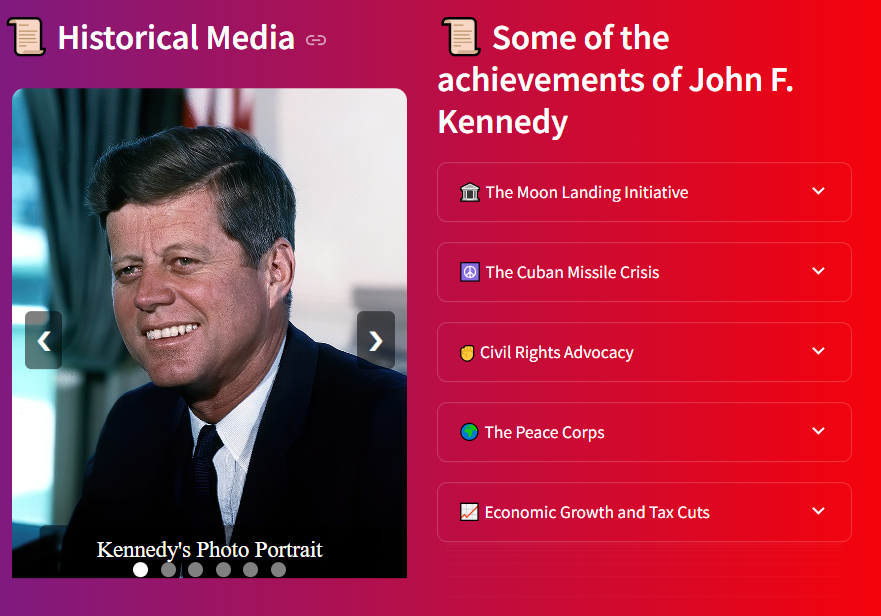 Historical Media
Kennedy's Photo Portrait
Some of the
achievements of John F.
Kennedy
The Moon Landing Initiative
The Cuban Missile Crisis
Civil Rights Advocacy
The Peace Corps
Economic Growth and Tax Cuts